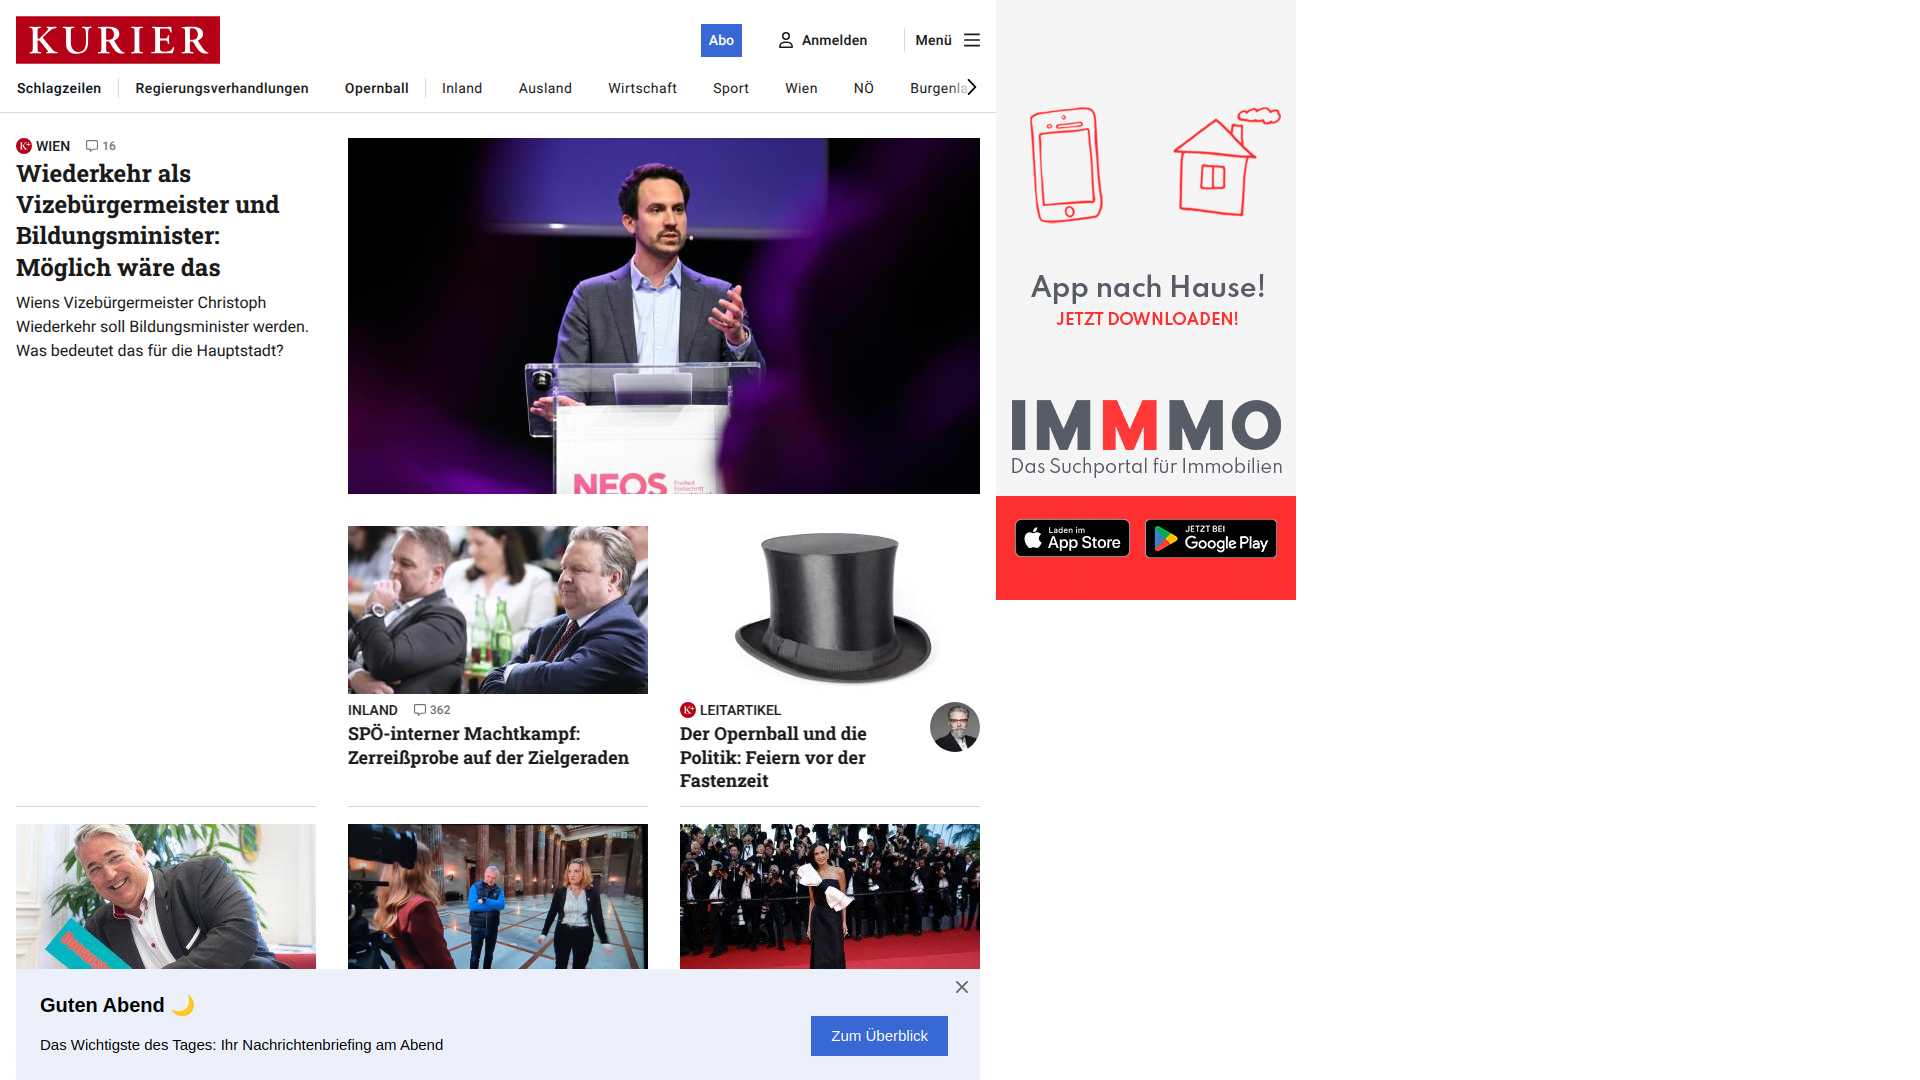 KURIER
Abo
Anmelden
Menü
Schlagzeilen
Regierungsverhandlungen
Opernball
Inland
Ausland
Wirtschaft
Sport
Wien
NÖ
WIEN
16
Wiederkehr als
Vizebürgermeister und
Bildungsminister:
Möglich wäre das
Wiens Vizebürgermeister Christoph
Wiederkehr soll Bildungsminister werden.
Was bedeutet das für die Hauptstadt?
NEOS
INLAND
362
SPÖ-interner Machtkampf:
Zerreißprobe auf der Zielgeraden
LEITARTIKEL
Der Opernball und die
Politik: Feiern vor der
Fastenzeit
Guten Abend 🌙
Das Wichtigste des Tages: Ihr Nachrichtenbriefing am Abend
Zum Überblick
App nach Hause!
JETZT DOWNLOADEN!
IMMMO
Das Suchportal für Immobilien
Laden im
App Store
JETZT BEI
Google Play